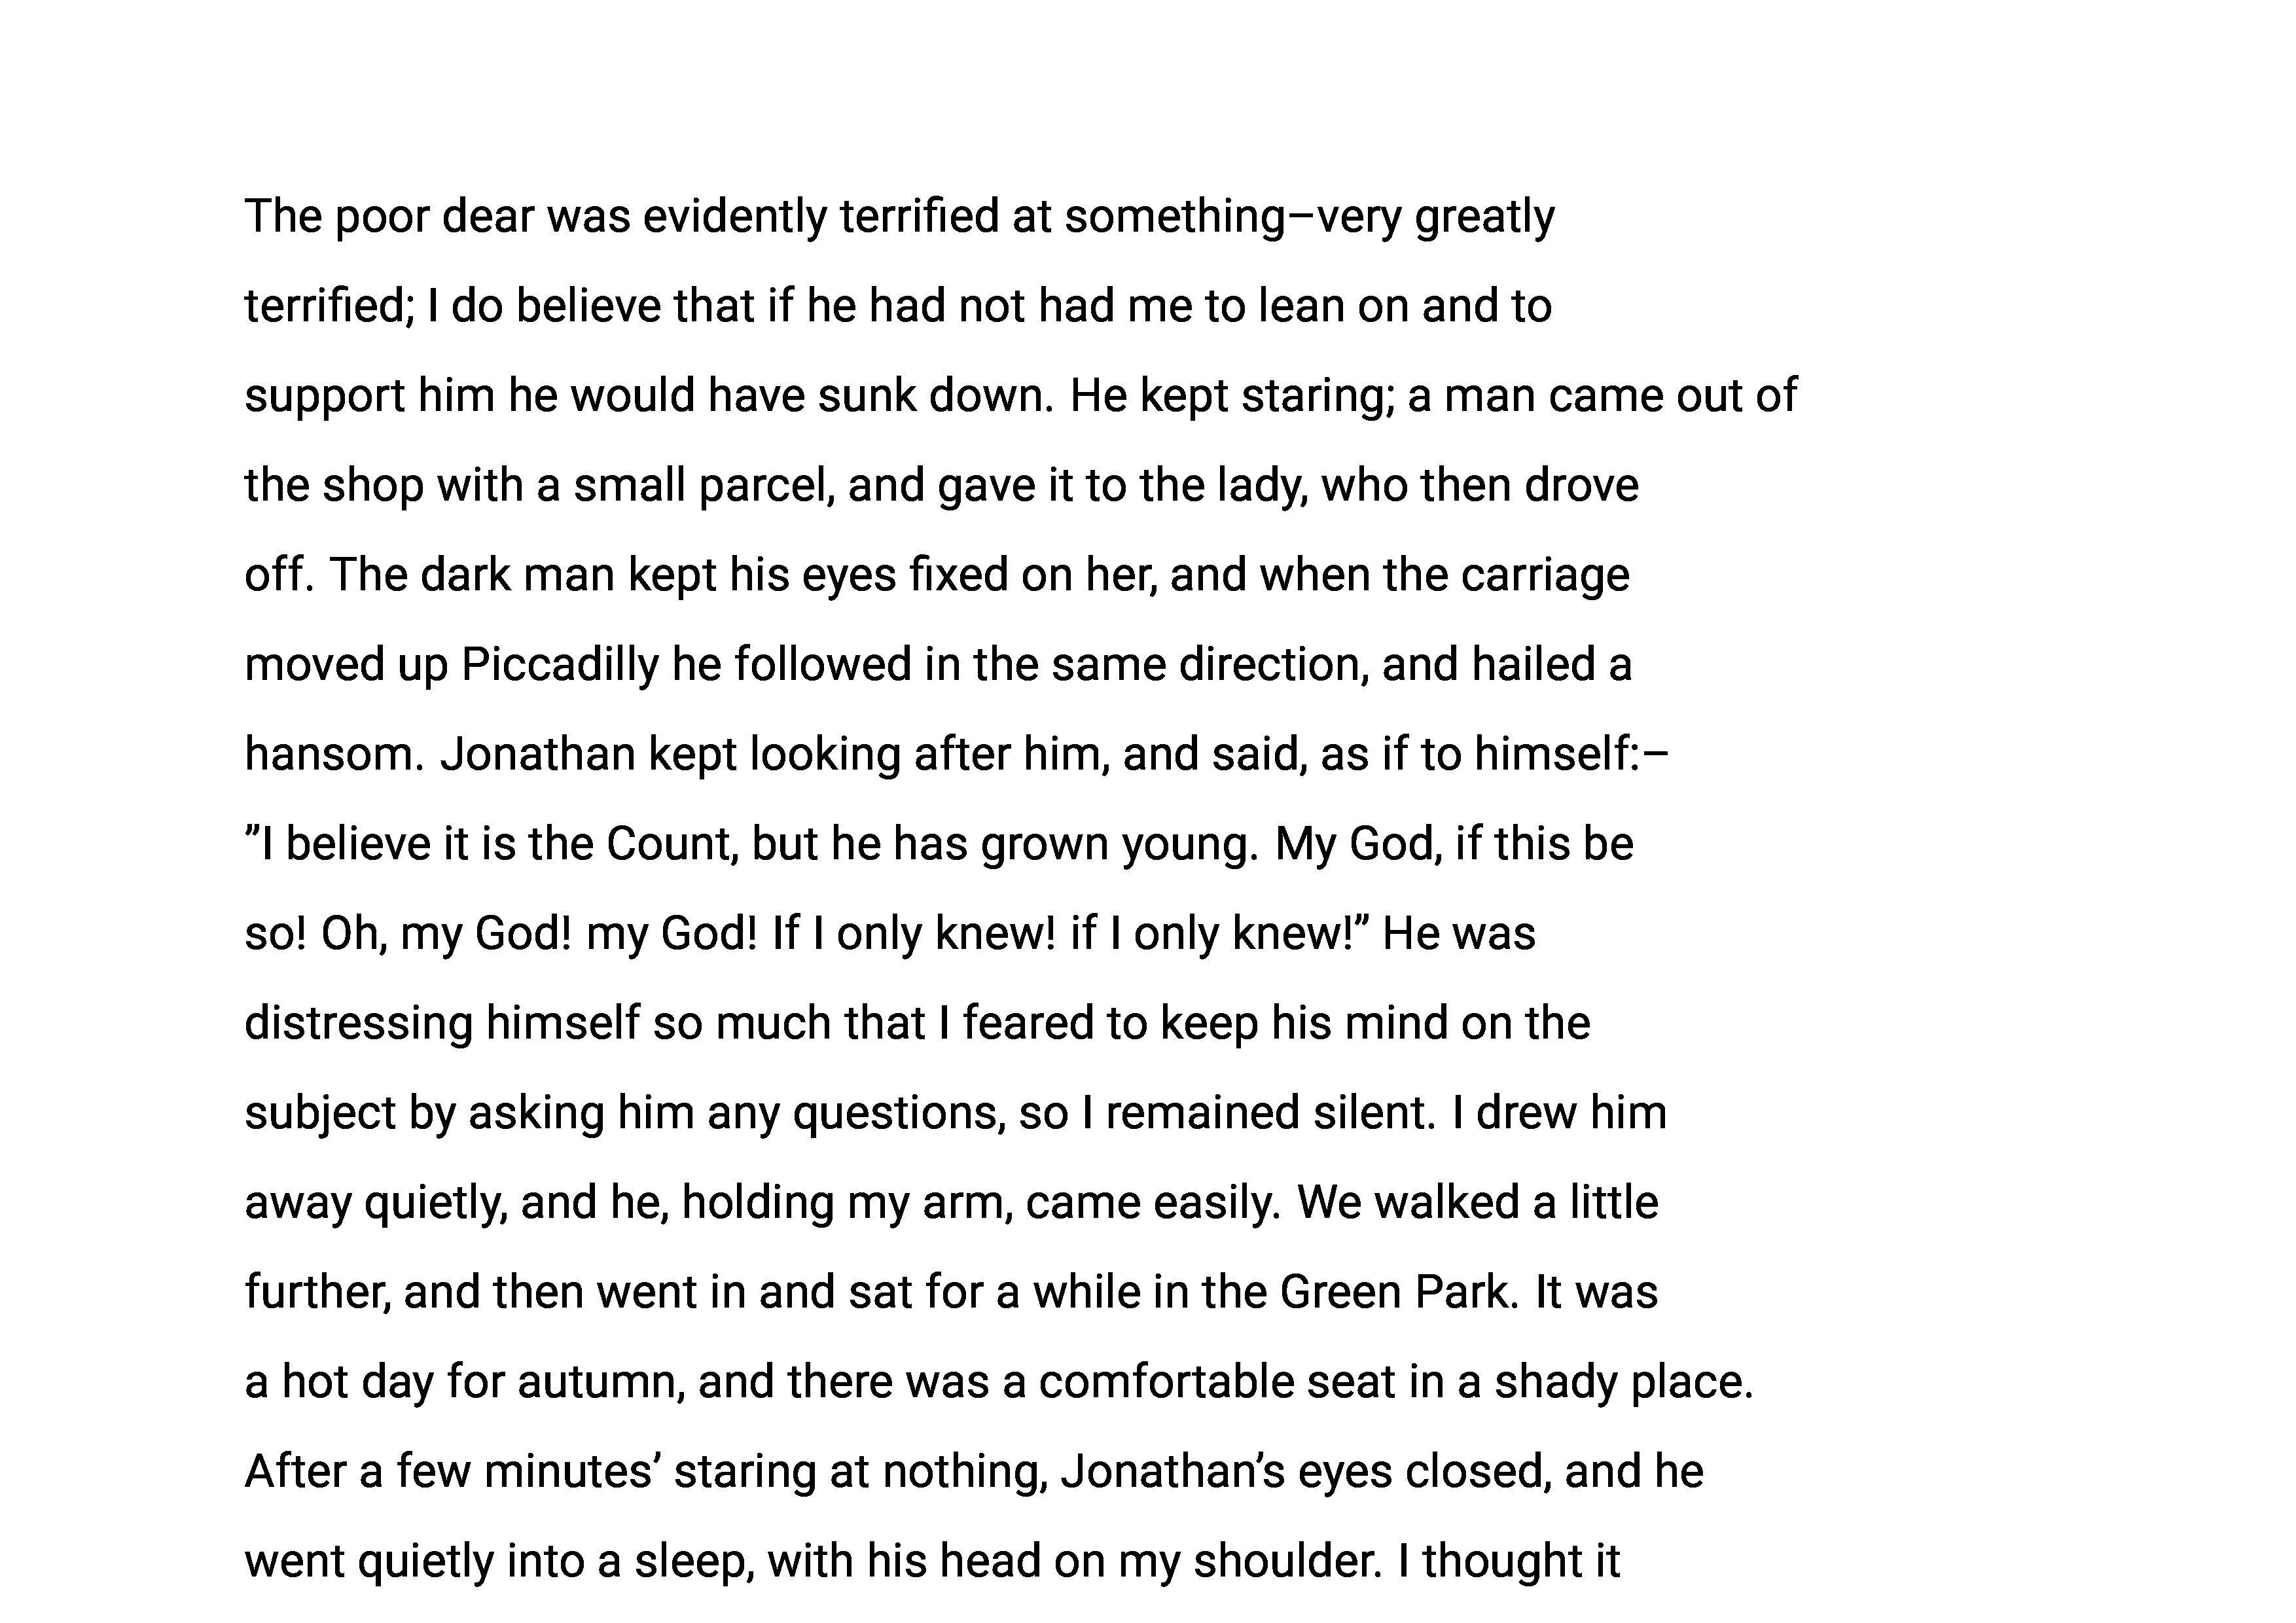 The poor dear was evidently terrified at something–very greatly
terrified; I do believe that if he had not had me to lean on and to
support him he would have sunk down. He kept staring; a man came out of
the shop with a small parcel, and gave it to the lady, who then drove
off. The dark man kept his eyes fixed on her, and when the carriage
moved up Piccadilly he followed in the same direction, and hailed a
hansom. Jonathan kept looking after him, and said, as if to himself:–
”I believe it is the Count, but he has grown young. My God, if this be
so! Oh, my God! my God! If I only knew! if I only knew!” He was
distressing himself so much that I feared to keep his mind on the
subject by asking him any questions, so I remained silent. I drew him
away quietly, and he, holding my arm, came easily. We walked a little
further, and then went in and sat for a while in the Green Park. It was
a hot day for autumn, and there was a comfortable seat in a shady place.
After a few minutes’ staring at nothing, Jonathan’s eyes closed, and he
went quietly into a sleep, with his head on my shoulder. I thought it